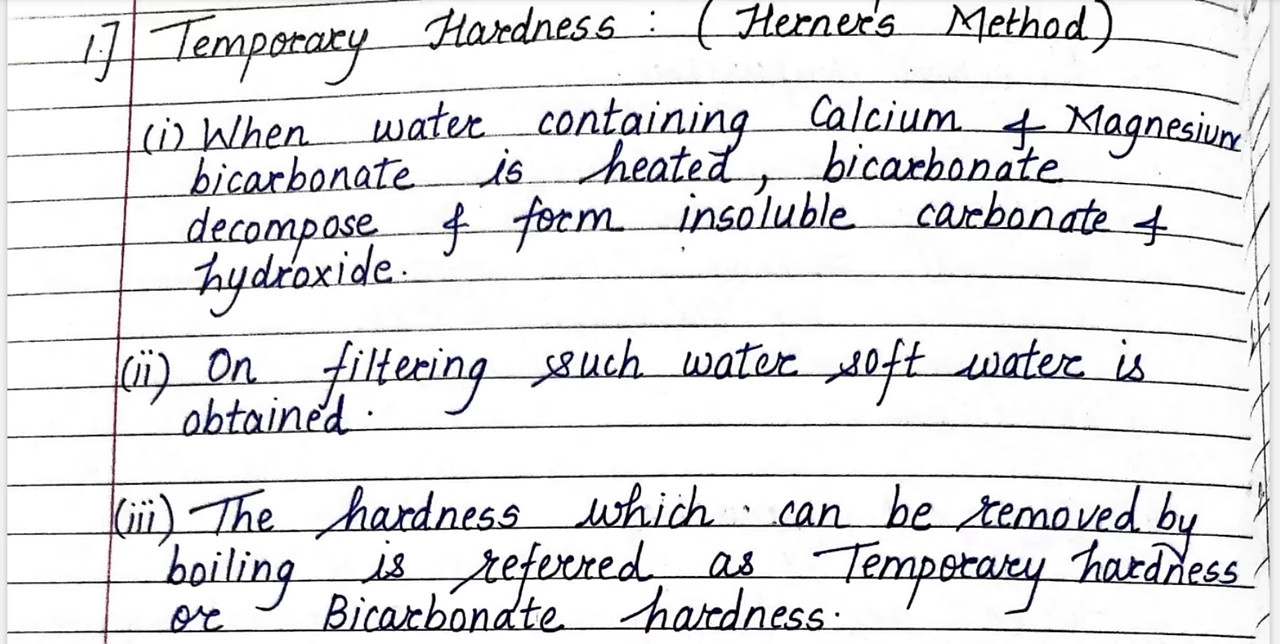 1.] Temporary Hardness : ( Herner's Method )
(i) When water containing Calcium & Magnesium
bicarbonate is heated, bicarbonate
decompose & form insoluble carbonate &
hydroxide.
(ii) On filtering such water soft water is
obtained.
(iii) The hardness which can be removed by
boiling is referred as Temporary hardness
or Bicarbonate hardness.